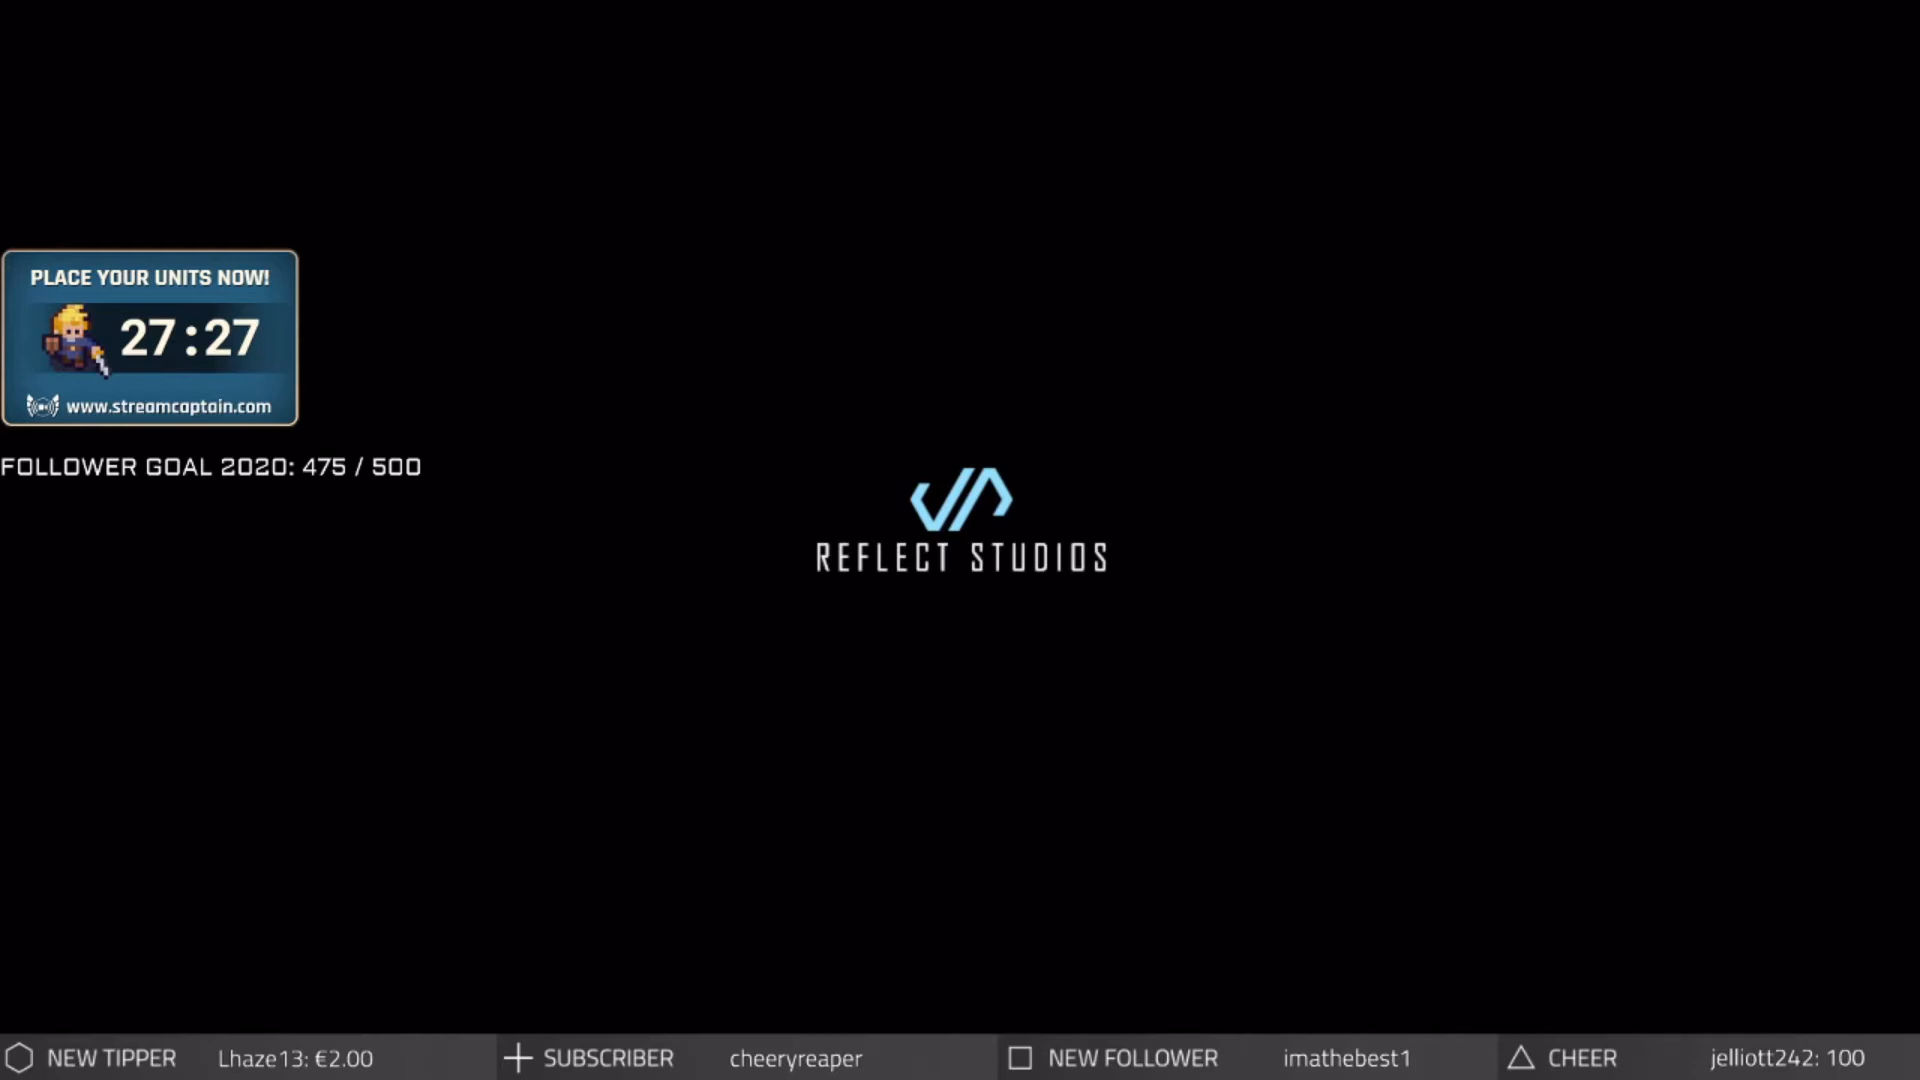 PLACE YOUR UNITS NOW!
27:27
www.streamcaptain.com
FOLLOWER GOAL 2020: 475 / 500
REFLECT STUDIOS
NEW TIPPER Lhaze13: €2.00 SUBSCRIBER cheeryreaper NEW FOLLOWER imathebest1 CHEER jelliott242: 100